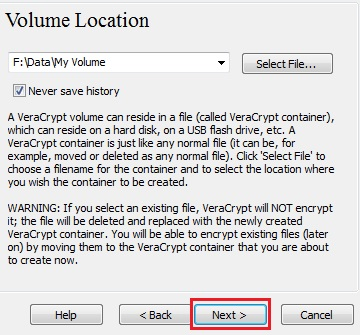 Volume Location
F:\Data\My Volume
Select File...
Never save history
A VeraCrypt volume can reside in a file (called VeraCrypt container),
which can reside on a hard disk, on a USB flash drive, etc. A
VeraCrypt container is just like any normal file (it can be, for
example, moved or deleted as any normal file). Click 'Select File' to
choose a filename for the container and to select the location where
you wish the container to be created.
WARNING: If you select an existing file, VeraCrypt will NOT encrypt
it; the file will be deleted and replaced with the newly created
VeraCrypt container. You will be able to encrypt existing files (later
on) by moving them to the VeraCrypt container that you are about
to create now.
Help
< Back
Next >
Cancel